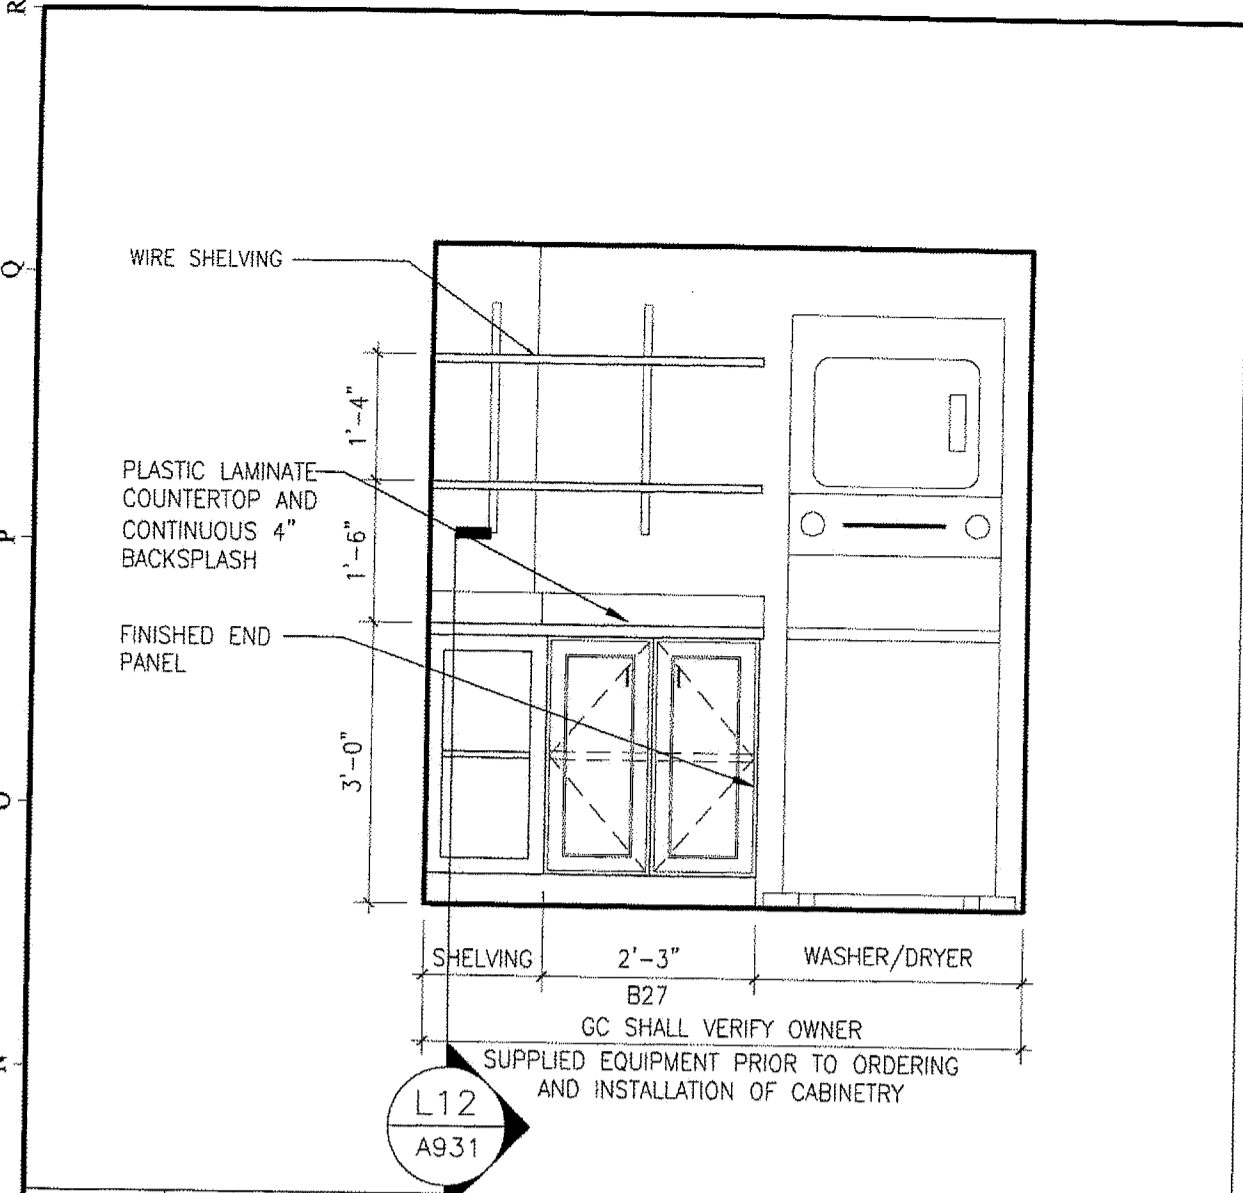 R
Q
WIRE SHELVING
1'-4"
PLASTIC LAMINATE
COUNTERTOP AND
CONTINUOUS 4"
BACKSPLASH
P
1'-6"
FINISHED END
PANEL
3'-0"
SHELVING 2'-3" WASHER/DRYER
B27
GC SHALL VERIFY OWNER
SUPPLIED EQUIPMENT PRIOR TO ORDERING
AND INSTALLATION OF CABINETRY
L12
A931